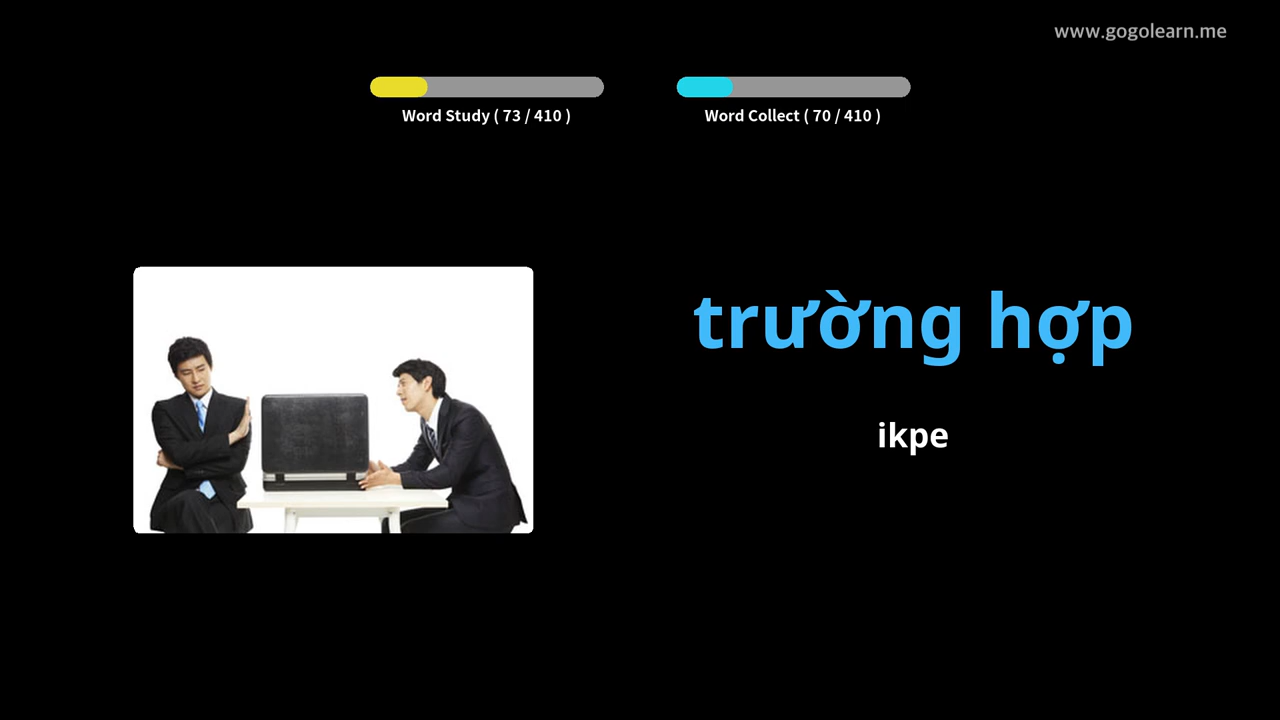 www.gogolearn.me
Word Study ( 73 / 410 )
Word Collect ( 70 / 410 )
trường hợp
ikpe